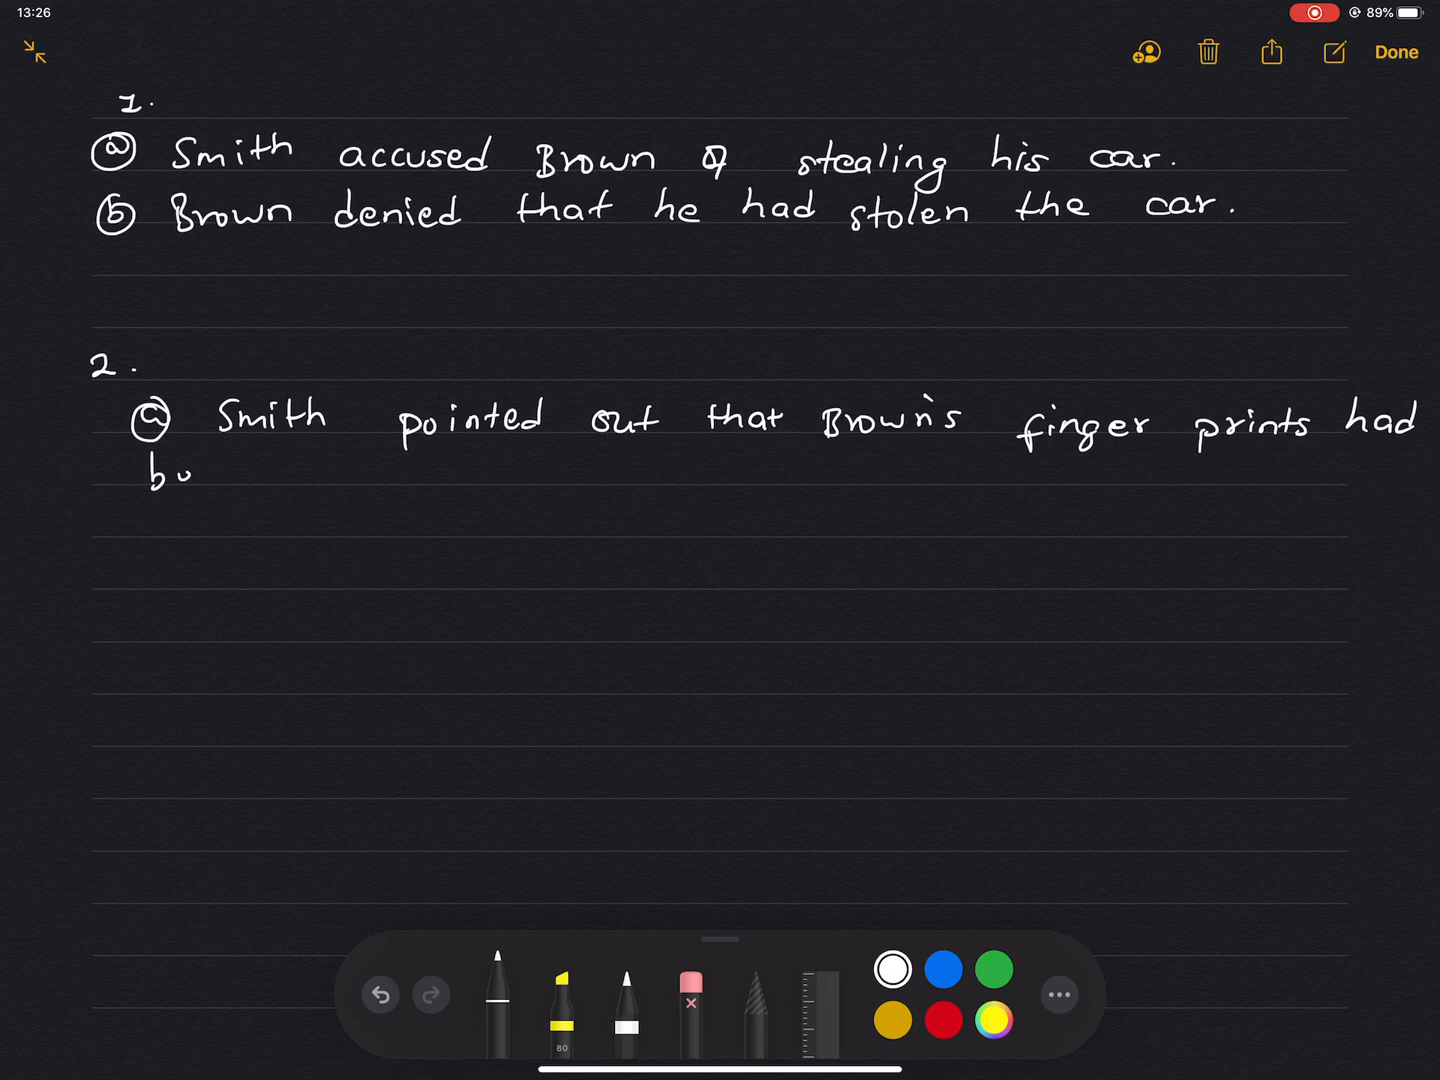 13:26
89%
Done
1.
ⓐ Smith accused Brown of stealing his car.
ⓑ Brown denied that he had stolen the car.
2.
ⓐ Smith pointed out that Brown's finger prints had
80